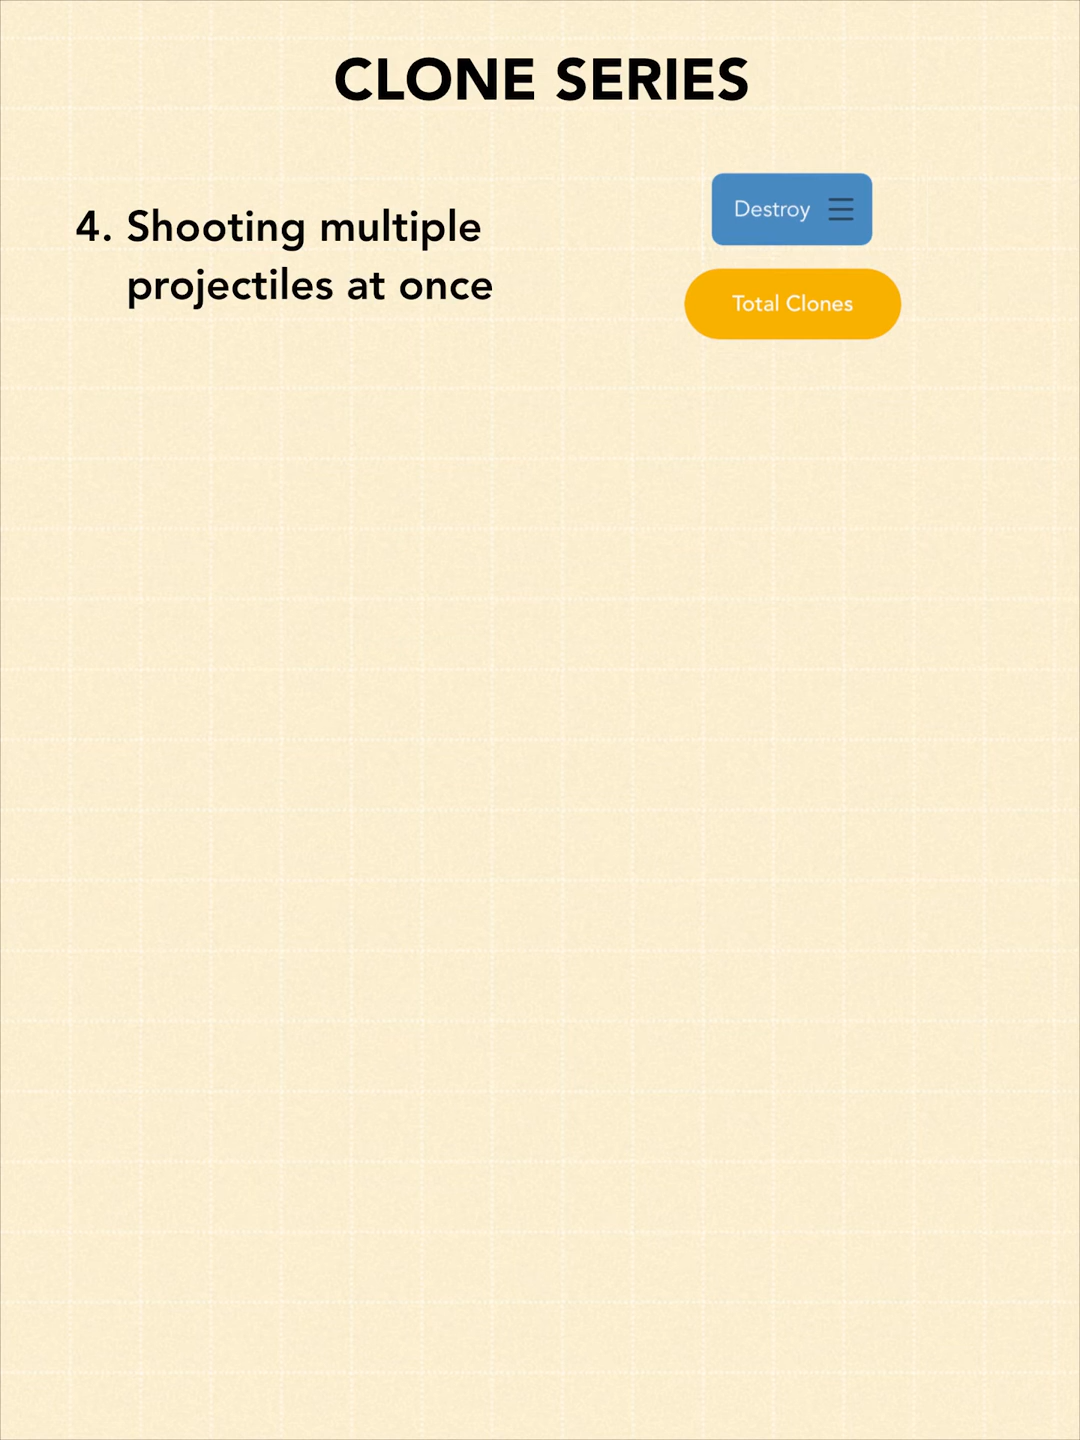 CLONE SERIES
4. Shooting multiple
projectiles at once
Destroy
Total Clones